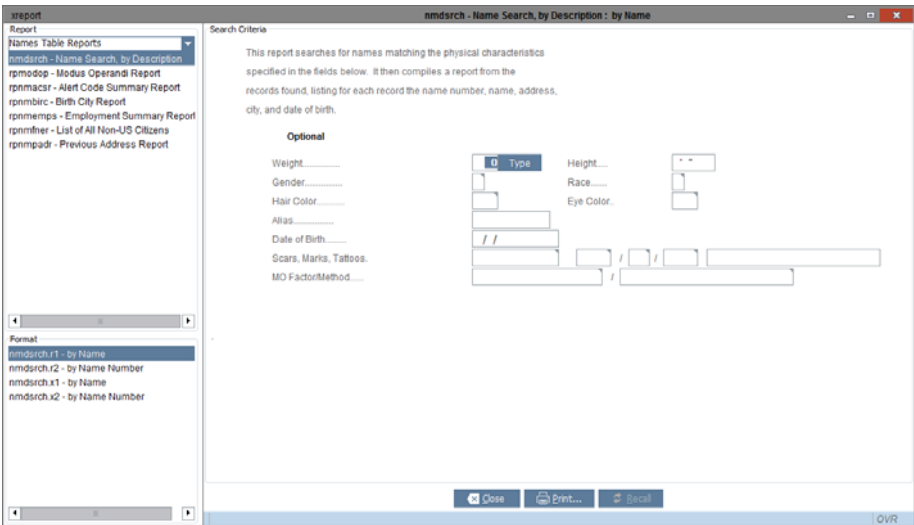 xreport
nmdsrch - Name Search, by Description : by Name
Report
Names Table Reports
nmdsrch - Name Search, by Description
rpmodop - Modus Operandi Report
rpnmacsr - Alert Code Summary Report
rpnmbirc - Birth City Report
rpnmemps - Employment Summary Report
rpnmfner - List of All Non-US Citizens
rpnmpadr - Previous Address Report
Format
nmdsrch.r1 - by Name
nmdsrch.r2 - by Name Number
nmdsrch.x1 - by Name
nmdsrch.x2 - by Name Number
Search Criteria
This report searches for names matching the physical characteristics
specified in the fields below. It then compiles a report from the
records found, listing for each record the name number, name, address,
city, and date of birth.
Optional
Weight............... 0 Type Height..... ' "
Gender............... Race.......
Hair Color........... Eye Color..
Alias................
Date of Birth........ / /
Scars, Marks, Tattoos. / /
MO Factor/Method..... /
Close Print... Recall
OVR